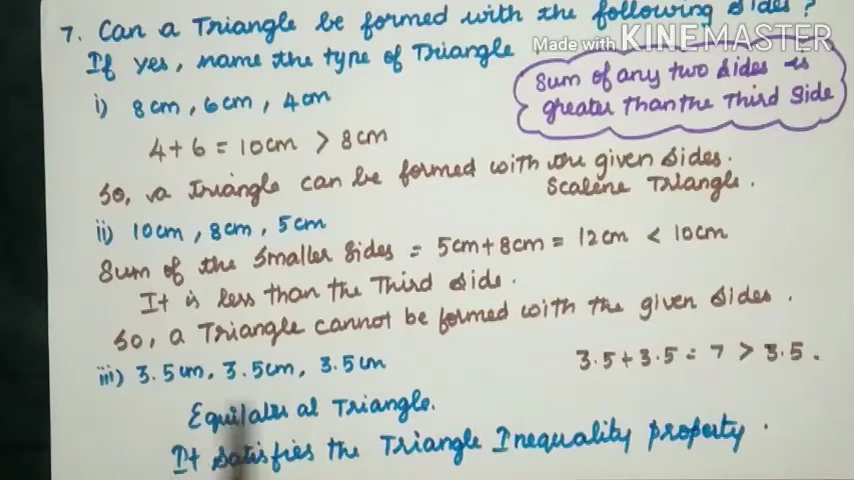 7. Can a Triangle be formed with the following sides?
If yes, name the type of Triangle
Made with KINEMASTER
Sum of any two sides is
greater than the Third Side
i) 8cm, 6cm, 4cm
4+6 = 10cm > 8cm
So, a triangle can be formed with the given sides.
Scalene Triangle.
ii) 10cm, 8cm, 5cm
Sum of the smaller sides = 5cm+8cm = 12cm < 10cm
It is less than the Third side.
So, a Triangle cannot be formed with the given sides.
iii) 3.5cm, 3.5cm, 3.5cm
3.5+3.5 = 7 > 3.5.
Equilateral Triangle.
It satisfies the Triangle Inequality property.